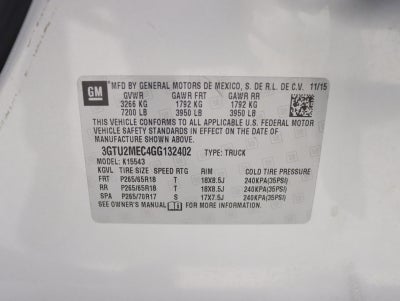 GM
MFD BY GENERAL MOTORS DE MEXICO, S. DE R.L. DE C.V. 11/15
GVWR GAWR FRT GAWR RR
3266 KG 1792 KG 1792 KG
7200 LB 3950 LB 3950 LB
THIS VEHICLE CONFORMS TO ALL APPLICABLE U.S. FEDERAL MOTOR
VEHICLE SAFETY STANDARDS IN EFFECT ON THE DATE OF
MANUFACTURE SHOWN ABOVE.
3GTU2MEC4GG132402 TYPE: TRUCK
MODEL: K15543
KGVL TIRE SIZE SPEED RTG RIM COLD TIRE PRESSURE
FRT P265/65R18 T 18X8.5J 240KPA(35PSI)
RR P265/65R18 T 18X8.5J 240KPA(35PSI)
SPA P265/70R17 S 17X7.5J 240KPA(35PSI)
SEE OWNER'S MANUAL FOR MORE INFORMATION.